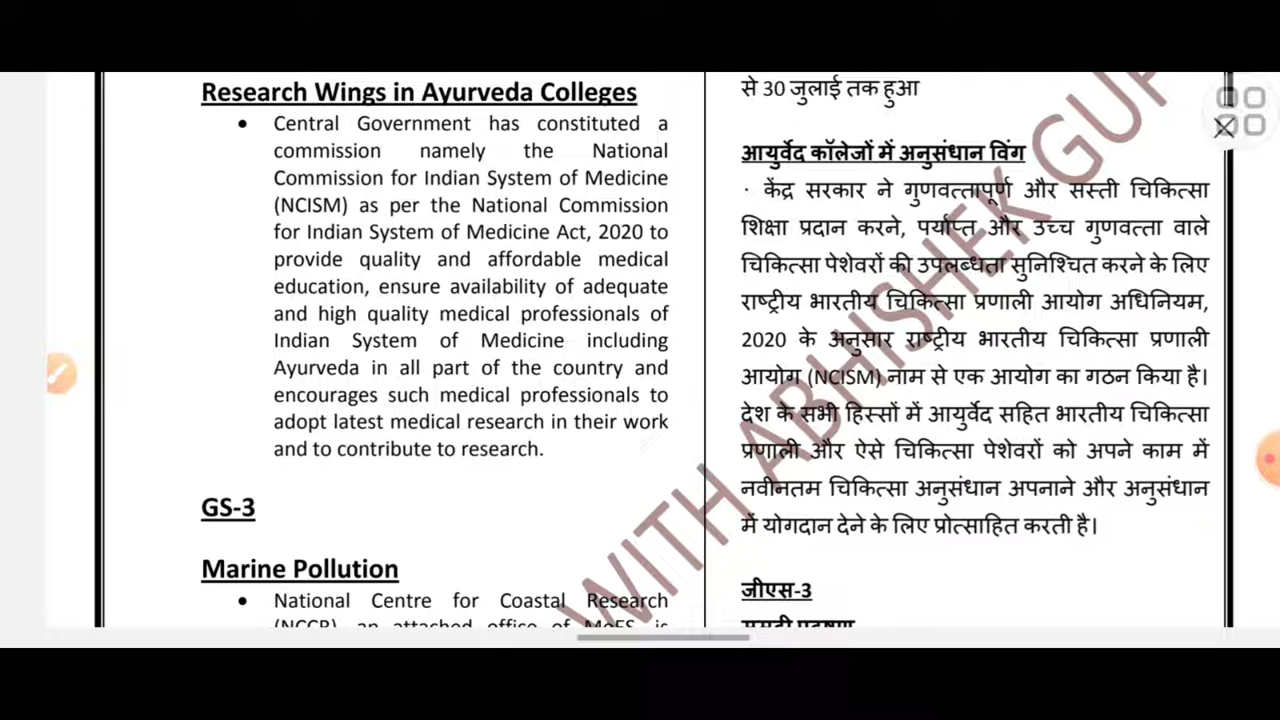 Research Wings in Ayurveda Colleges
• Central Government has constituted a
commission namely the National
Commission for Indian System of Medicine
(NCISM) as per the National Commission
for Indian System of Medicine Act, 2020 to
provide quality and affordable medical
education, ensure availability of adequate
and high quality medical professionals of
Indian System of Medicine including
Ayurveda in all part of the country and
encourages such medical professionals to
adopt latest medical research in their work
and to contribute to research.
GS-3
Marine Pollution
• National Centre for Coastal Research
(NCCR), an attached office of MoES, is
से 30 जुलाई तक हुआ
आयुर्वेद कॉलेजों में अनुसंधान विंग
· केंद्र सरकार ने गुणवत्तापूर्ण और सस्ती चिकित्सा
शिक्षा प्रदान करने, पर्याप्त और उच्च गुणवत्ता वाले
चिकित्सा पेशेवरों की उपलब्धता सुनिश्चित करने के लिए
राष्ट्रीय भारतीय चिकित्सा प्रणाली आयोग अधिनियम,
2020 के अनुसार राष्ट्रीय भारतीय चिकित्सा प्रणाली
आयोग (NCISM) नाम से एक आयोग का गठन किया है।
देश के सभी हिस्सों में आयुर्वेद सहित भारतीय चिकित्सा
प्रणाली और ऐसे चिकित्सा पेशेवरों को अपने काम में
नवीनतम चिकित्सा अनुसंधान अपनाने और अनुसंधान
में योगदान देने के लिए प्रोत्साहित करती है।
जीएस-3
WITH ABHISHEK GUP